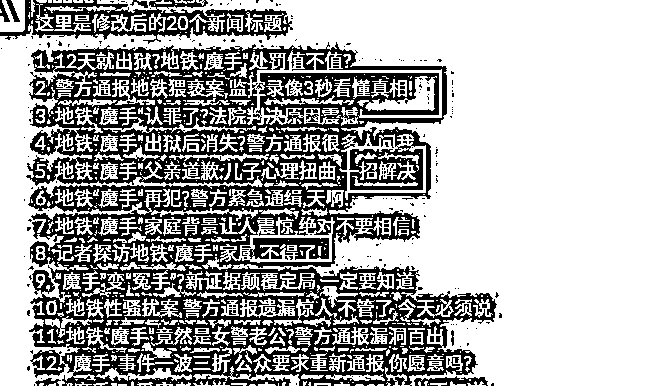 这里是修改后的20个新闻标题
1. 12天就出狱?地铁"魔手"处罚值不值?
2. 警方通报地铁猥亵案,监控录像3秒看懂真相!
3. 地铁"魔手"认罪了?法院判决原因震撼
4. 地铁"魔手"出狱后消失?警方通报很多人问我
5. 地铁"魔手"父亲道歉:儿子心理扭曲,一招解决
6. 地铁"魔手"再犯?警方紧急通缉,天啊!
7. 地铁"魔手"家庭背景让人震惊,绝对不要相信!
8. 记者探访地铁"魔手"家庭,不得了!
9. "魔手"变"冤手"?新证据颠覆定局,一定要知道
10. 地铁性骚扰案,警方通报遗漏惊人,不管了,今天必须说
11. 地铁"魔手"竟然是女警老公?警方通报漏洞百出
12. "魔手"事件一波三折,公众要求重新通报,你愿意吗?